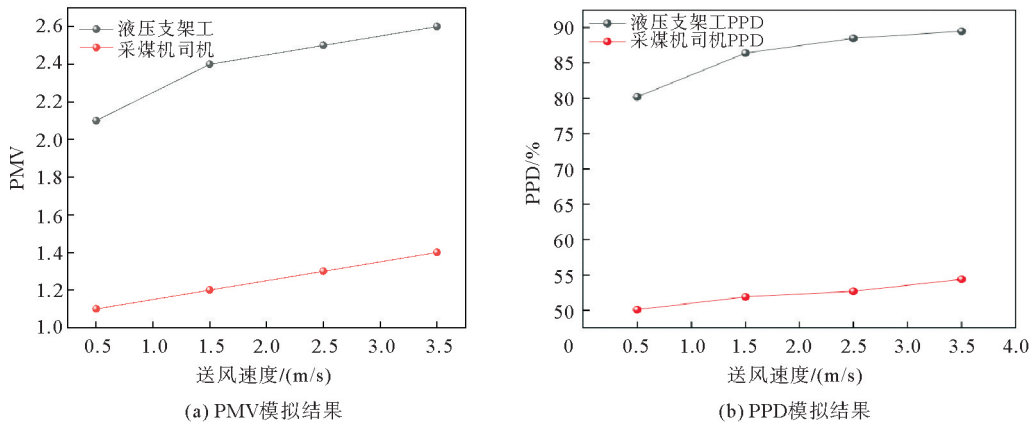 液压支架工
采煤机司机
PMV
2.6
2.4
2.2
2.0
1.8
1.6
1.4
1.2
1.0
0.5 1.0 1.5 2.0 2.5 3.0 3.5
送风速度/(m/s)
(a) PMV模拟结果
液压支架工PPD
采煤机司机PPD
PPD/%
90
85
80
75
70
65
60
55
50
0 0.5 1.0 1.5 2.0 2.5 3.0 3.5 4.0
送风速度/(m/s)
(b) PPD模拟结果